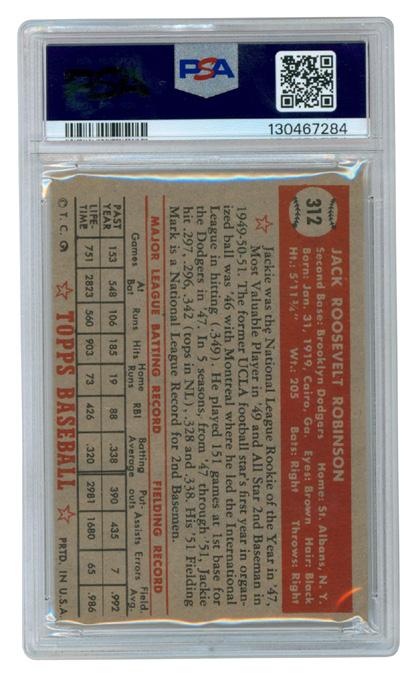 PSA
PSA
130467284
312
JACK ROOSEVELT ROBINSON
Second Base: Brooklyn Dodgers Home: St. Albans, N. Y.
Born: Jan. 31, 1919, Cairo, Ga. Eyes: Brown Hair: Black
Ht.: 5'11¾" Wt.: 205 Bats: Right Throws: Right
Jackie was the National League Rookie of the Year in '47,
Most Valuable Player in '49 and All Star 2nd Baseman in
1949-50-51. The former UCLA football star's first year in organ-
ized ball was '46 with Montreal where he led the International
League in hitting (.349). He played 151 games at 1st base for
the Dodgers in '47. In 5 seasons, from '47 through '51, Jackie
hit .297, .296, .342 (tops in NL), .328 and .338. His '51 Fielding
Mark is a National League Record for 2nd Basemen.
MAJOR LEAGUE BATTING RECORD FIELDING RECORD
Games At Bat Runs Hits Home Runs RBI Batting Average Put-outs Assists Errors Field. Avg.
PAST YEAR 153 548 106 185 19 88 .338 390 435 7 .992
LIFE-TIME 751 2823 560 903 73 426 .320 2981 1680 65 .986
© T. C. G. TOPPS BASEBALL PRTD. IN U.S.A.